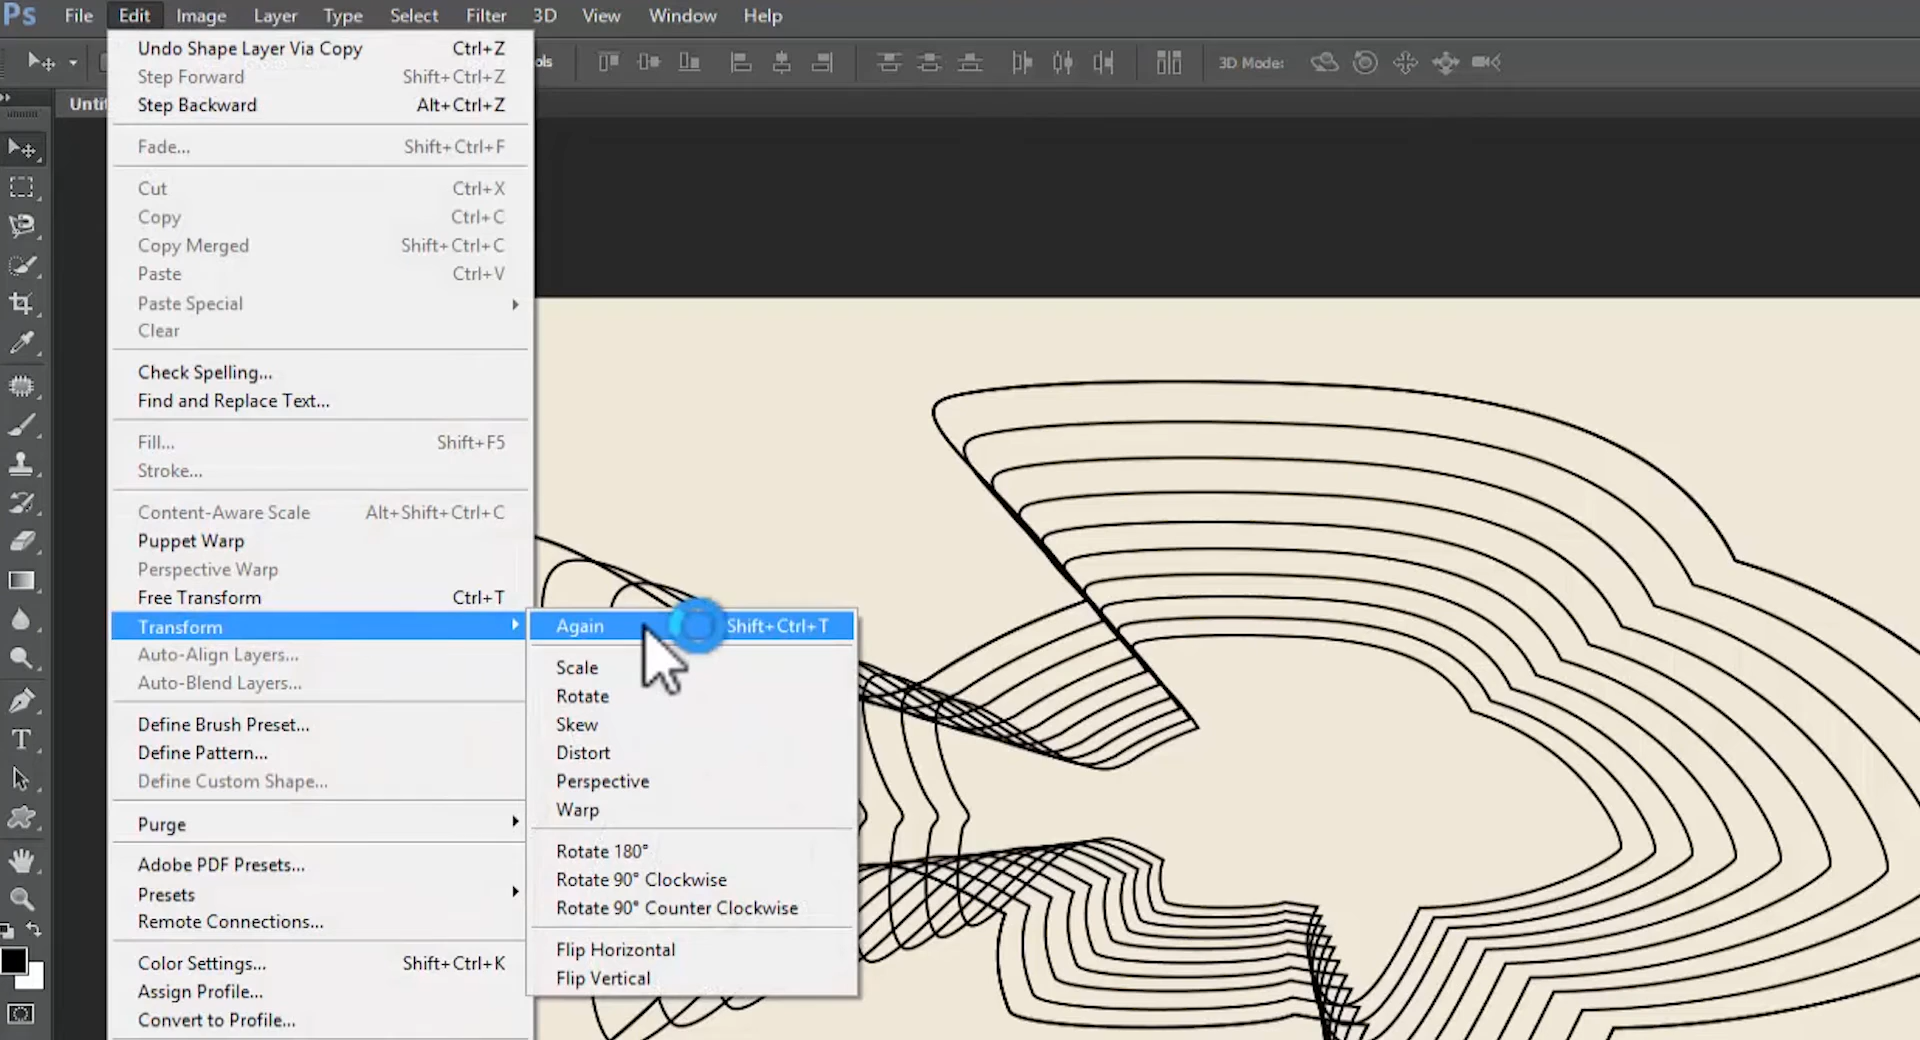 Ps File Edit Image Layer Type Select Filter 3D View Window Help
ols 3D Mode:
Untit
Undo Shape Layer Via Copy Ctrl+Z
Step Forward Shift+Ctrl+Z
Step Backward Alt+Ctrl+Z
Fade... Shift+Ctrl+F
Cut Ctrl+X
Copy Ctrl+C
Copy Merged Shift+Ctrl+C
Paste Ctrl+V
Paste Special
Clear
Check Spelling...
Find and Replace Text...
Fill... Shift+F5
Stroke...
Content-Aware Scale Alt+Shift+Ctrl+C
Puppet Warp
Perspective Warp
Free Transform Ctrl+T
Transform
Auto-Align Layers...
Auto-Blend Layers...
Define Brush Preset...
Define Pattern...
Define Custom Shape...
Purge
Adobe PDF Presets...
Presets
Remote Connections...
Color Settings... Shift+Ctrl+K
Assign Profile...
Convert to Profile...
Again Shift+Ctrl+T
Scale
Rotate
Skew
Distort
Perspective
Warp
Rotate 180°
Rotate 90° Clockwise
Rotate 90° Counter Clockwise
Flip Horizontal
Flip Vertical